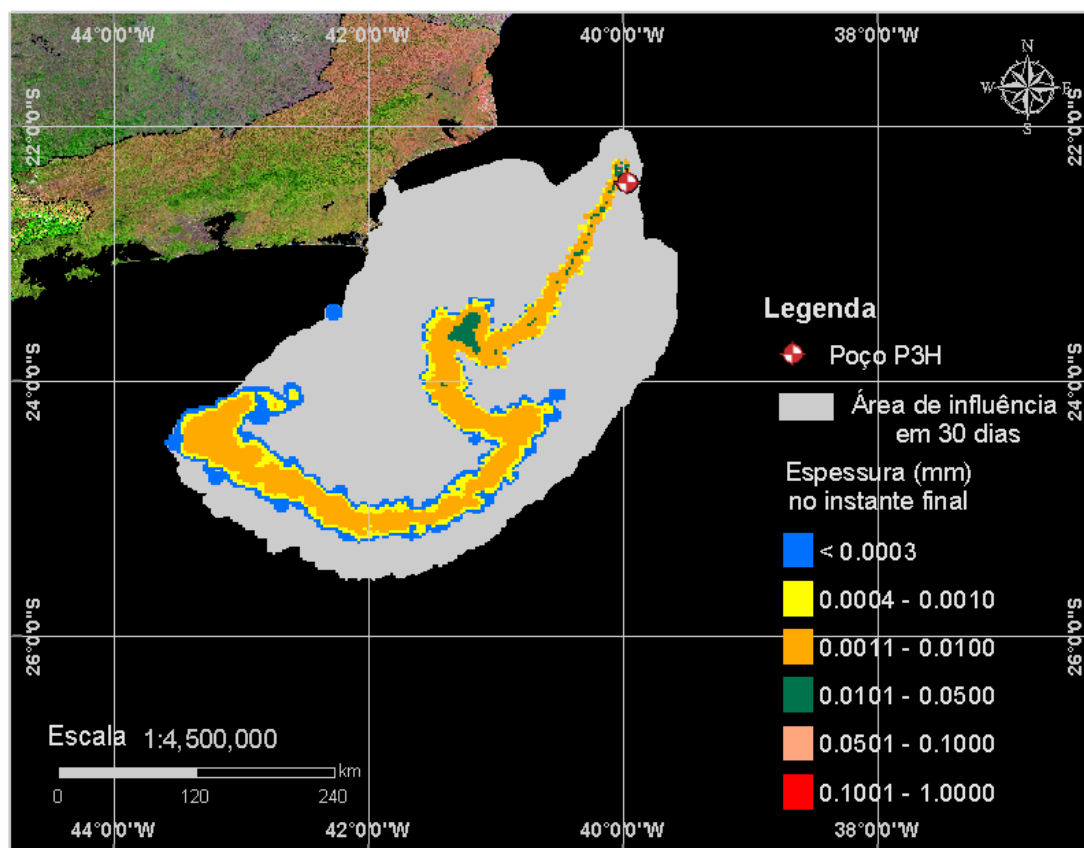 44°0'0"W 42°0'0"W 40°0'0"W 38°0'0"W
N
W E
S
22°0'0"S 22°0'0"S
Legenda
Poço P3H
24°0'0"S 24°0'0"S
Área de influência
em 30 dias
Espessura (mm)
no instante final
< 0.0003
0.0004 - 0.0010
0.0011 - 0.0100
26°0'0"S 26°0'0"S
0.0101 - 0.0500
0.0501 - 0.1000
0.1001 - 1.0000
Escala 1:4,500,000
km
0 120 240
44°0'0"W 42°0'0"W 40°0'0"W 38°0'0"W